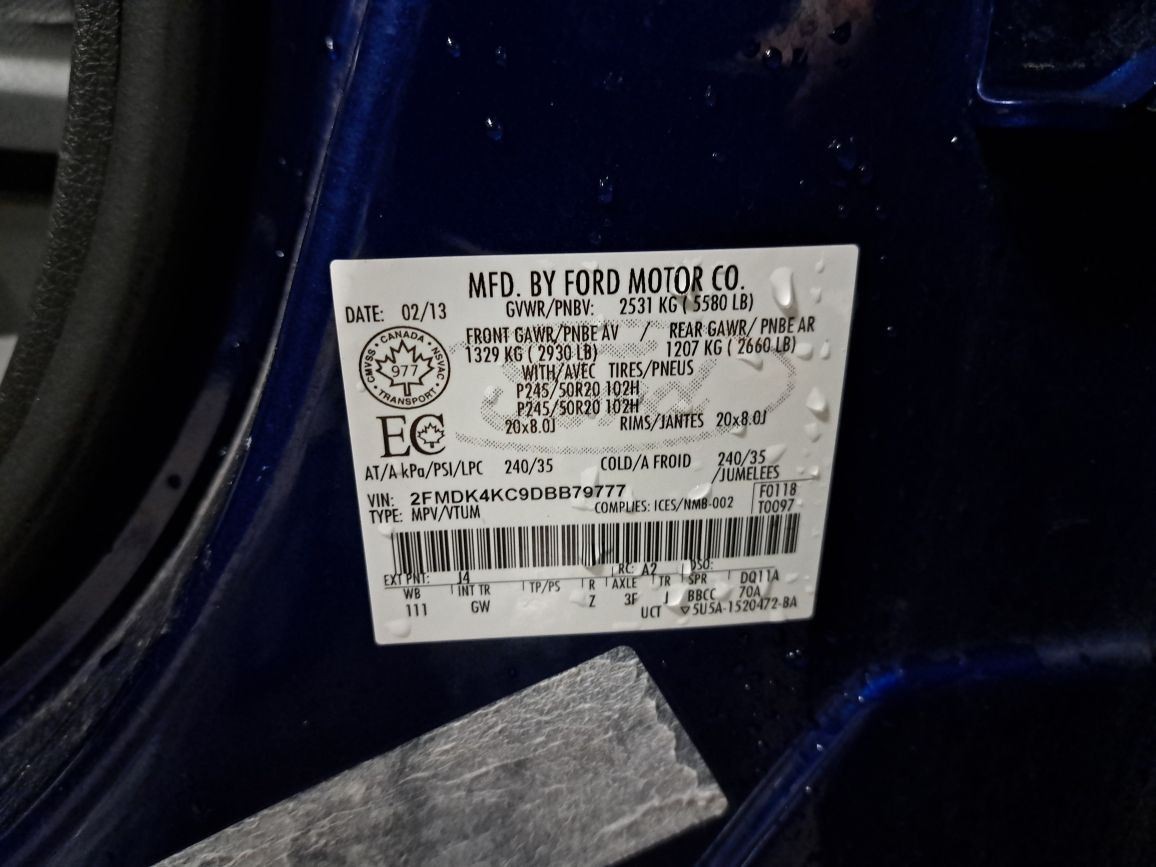 MFD. BY FORD MOTOR CO.
DATE: 02/13
GVWR/PNBV: 2531 KG ( 5580 LB)
FRONT GAWR/PNBE AV / REAR GAWR/ PNBE AR
1329 KG ( 2930 LB) 1207 KG ( 2660 LB)
WITH/AVEC TIRES/PNEUS
P245/50R20 102H
P245/50R20 102H
20x8.0J RIMS/JANTES 20x8.0J
CMVSS • CANADA • NSVAC • TRANSPORT •
977
EC
AT/A kPa/PSI/LPC 240/35 COLD/A FROID 240/35
/JUMELEES
VIN: 2FMDK4KC9DBB79777
F0118
TYPE: MPV/VTUM COMPLIES: ICES/NMB-002
T0097
EXT PNT: J4 RC: A2 DSO:
WB INT TR TP/PS R AXLE TR SPR DQ11A
111 GW Z 3F J BBCC 70A
UCT ▽5U5A-1520472-BA